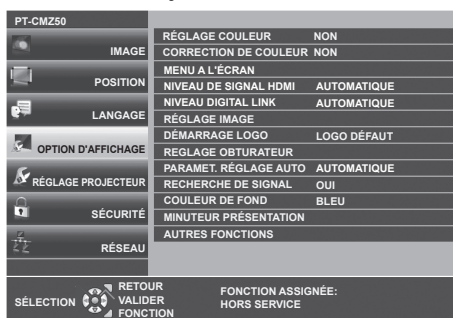 PT-CMZ50
IMAGE
POSITION
LANGAGE
OPTION D'AFFICHAGE
RÉGLAGE PROJECTEUR
SÉCURITÉ
RÉSEAU
RÉGLAGE COULEUR NON
CORRECTION DE COULEUR NON
MENU A L'ÉCRAN
NIVEAU DE SIGNAL HDMI AUTOMATIQUE
NIVEAU DIGITAL LINK AUTOMATIQUE
RÉGLAGE IMAGE
DÉMARRAGE LOGO LOGO DÉFAUT
REGLAGE OBTURATEUR
PARAMET. RÉGLAGE AUTO AUTOMATIQUE
RECHERCHE DE SIGNAL OUI
COULEUR DE FOND BLEU
MINUTEUR PRÉSENTATION
AUTRES FONCTIONS
SÉLECTION
RETOUR
VALIDER
FONCTION
FONCTION ASSIGNÉE:
HORS SERVICE